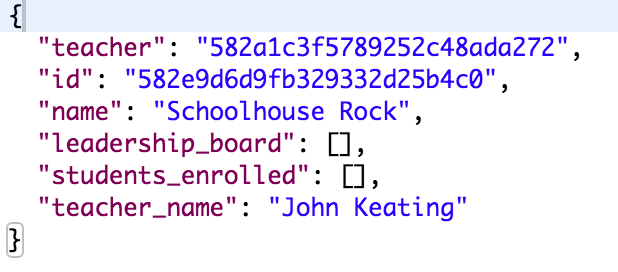 {
"teacher": "582a1c3f5789252c48ada272",
"id": "582e9d6d9fb329332d25b4c0",
"name": "Schoolhouse Rock",
"leadership_board": [],
"students_enrolled": [],
"teacher_name": "John Keating"
}